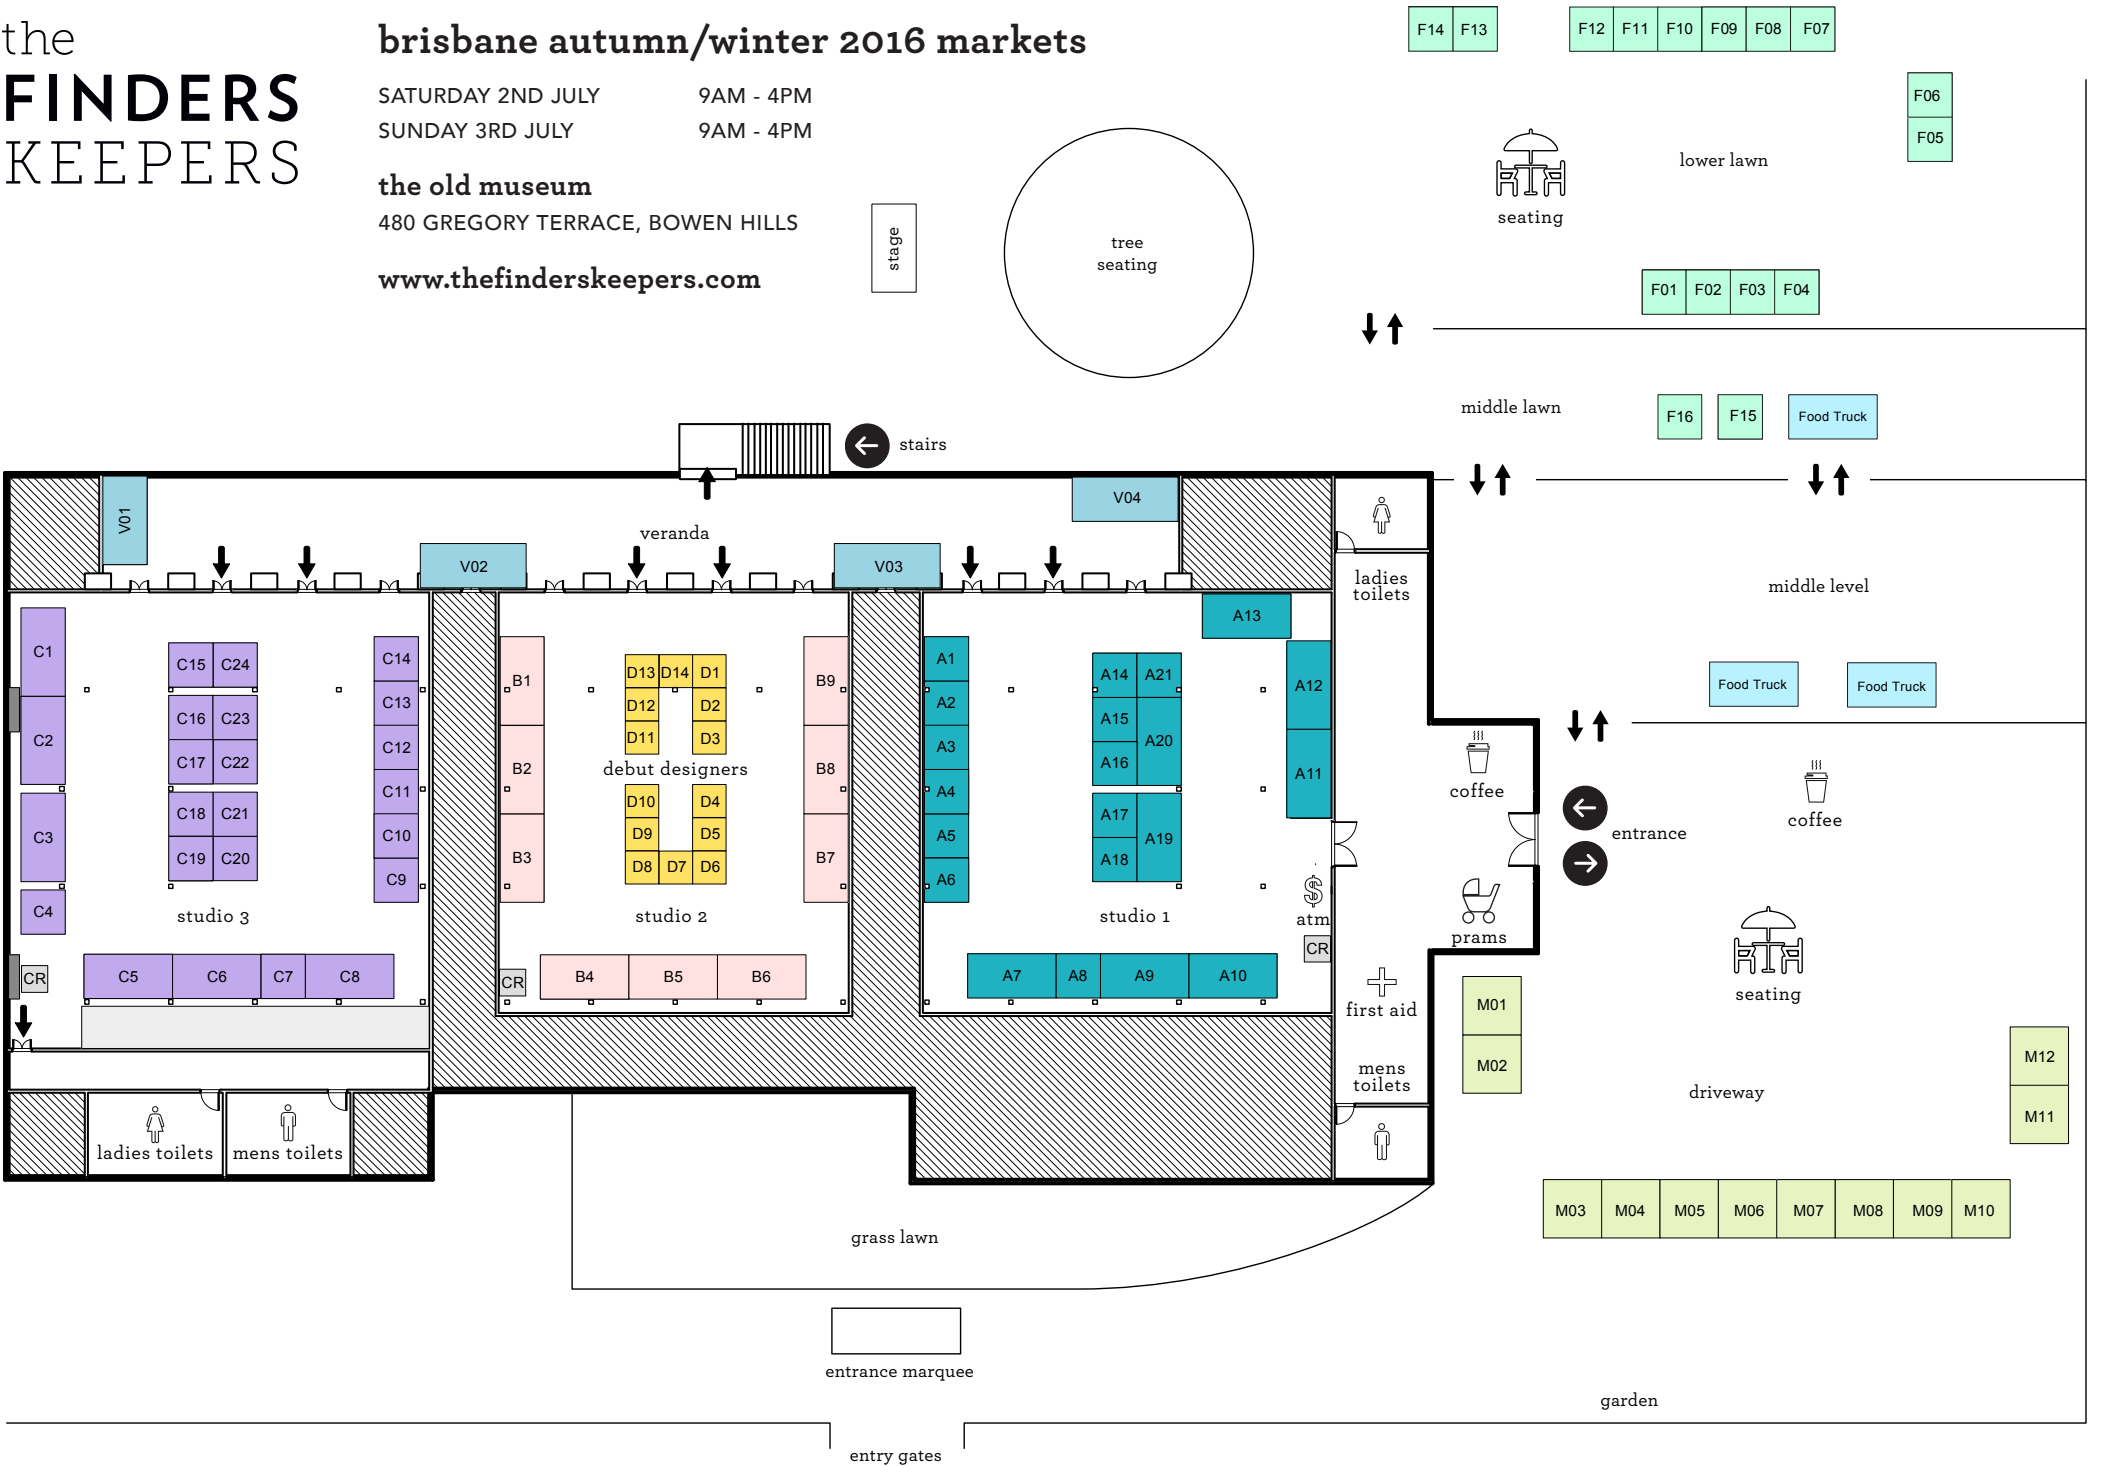 the
FINDERS
KEEPERS
brisbane autumn/winter 2016 markets
SATURDAY 2ND JULY 9AM - 4PM
SUNDAY 3RD JULY 9AM - 4PM
the old museum
480 GREGORY TERRACE, BOWEN HILLS
www.thefinderskeepers.com
stage
tree
seating
F14 F13 F12 F11 F10 F09 F08 F07
F06
F05
lower lawn
seating
F01 F02 F03 F04
middle lawn
F16 F15 Food Truck
stairs
V01
veranda
V04
V02
V03
ladies
toilets
middle level
Food Truck Food Truck
C1
C2
C3
C4
C15 C24
C16 C23
C17 C22
C18 C21
C19 C20
C14
C13
C12
C11
C10
C9
studio 3
CR
C5 C6 C7 C8
ladies toilets
mens toilets
B1
B2
B3
D13 D14 D1
D12 D2
D11 D3
debut designers
D10 D4
D9 D5
D8 D7 D6
B9
B8
B7
studio 2
CR
B4 B5 B6
A1
A2
A3
A4
A5
A6
A13
A14 A21
A15
A20
A16
A17
A19
A18
A12
A11
studio 1
$
atm
CR
A7 A8 A9 A10
coffee
prams
first aid
mens
toilets
entrance
coffee
seating
M01
M02
M12
M11
driveway
M03 M04 M05 M06 M07 M08 M09 M10
grass lawn
entrance marquee
garden
entry gates